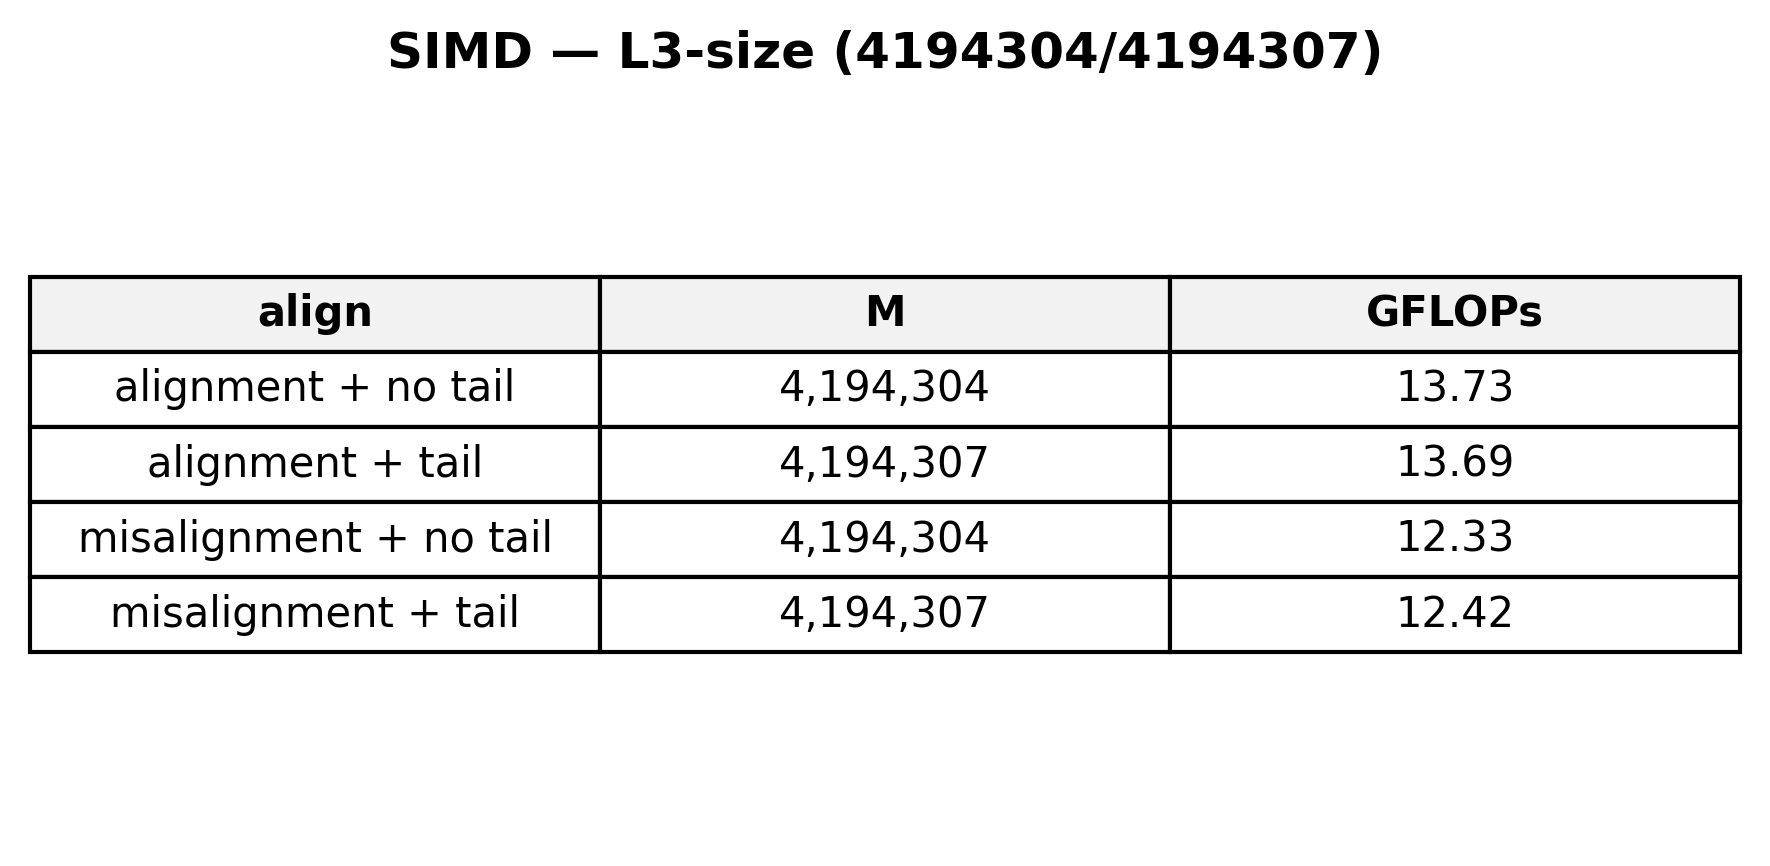 SIMD — L3-size (4194304/4194307)
align M GFLOPs
alignment + no tail 4,194,304 13.73
alignment + tail 4,194,307 13.69
misalignment + no tail 4,194,304 12.33
misalignment + tail 4,194,307 12.42